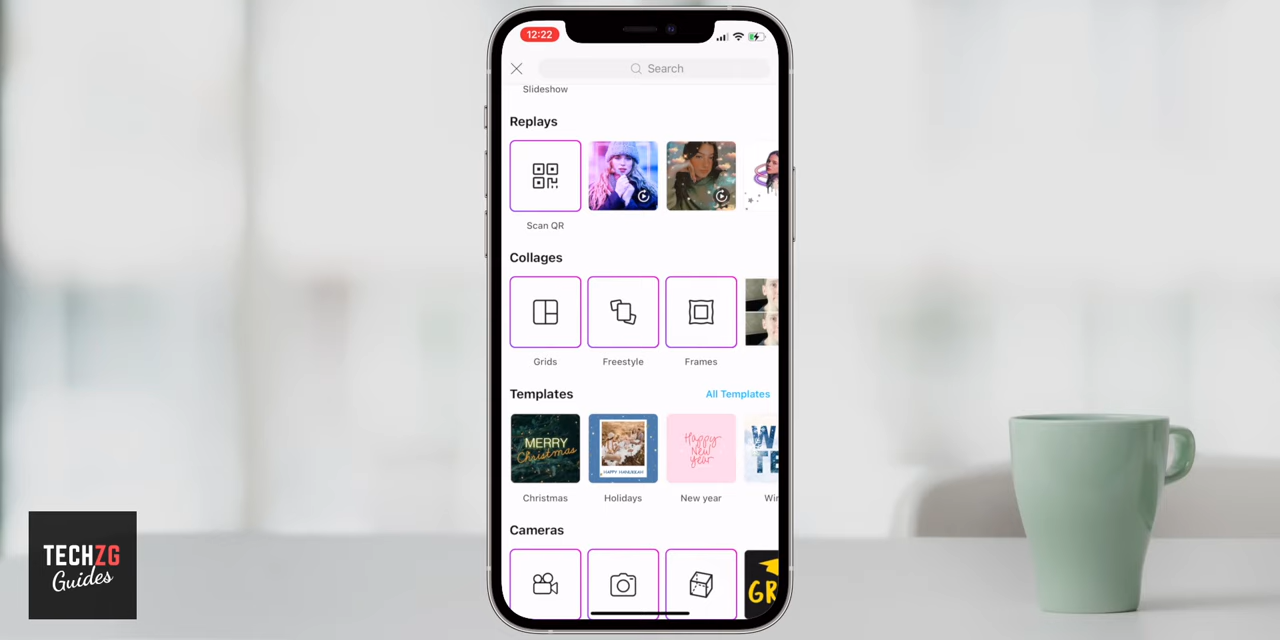 12:22
Search
Slideshow
Replays
Scan QR
Collages
Grids
Freestyle
Frames
Templates
All Templates
MERRY
Christmas
HAPPY HANUKKAH
Happy
New
year
Christmas
Holidays
New year
Cameras
TECHZG
Guides